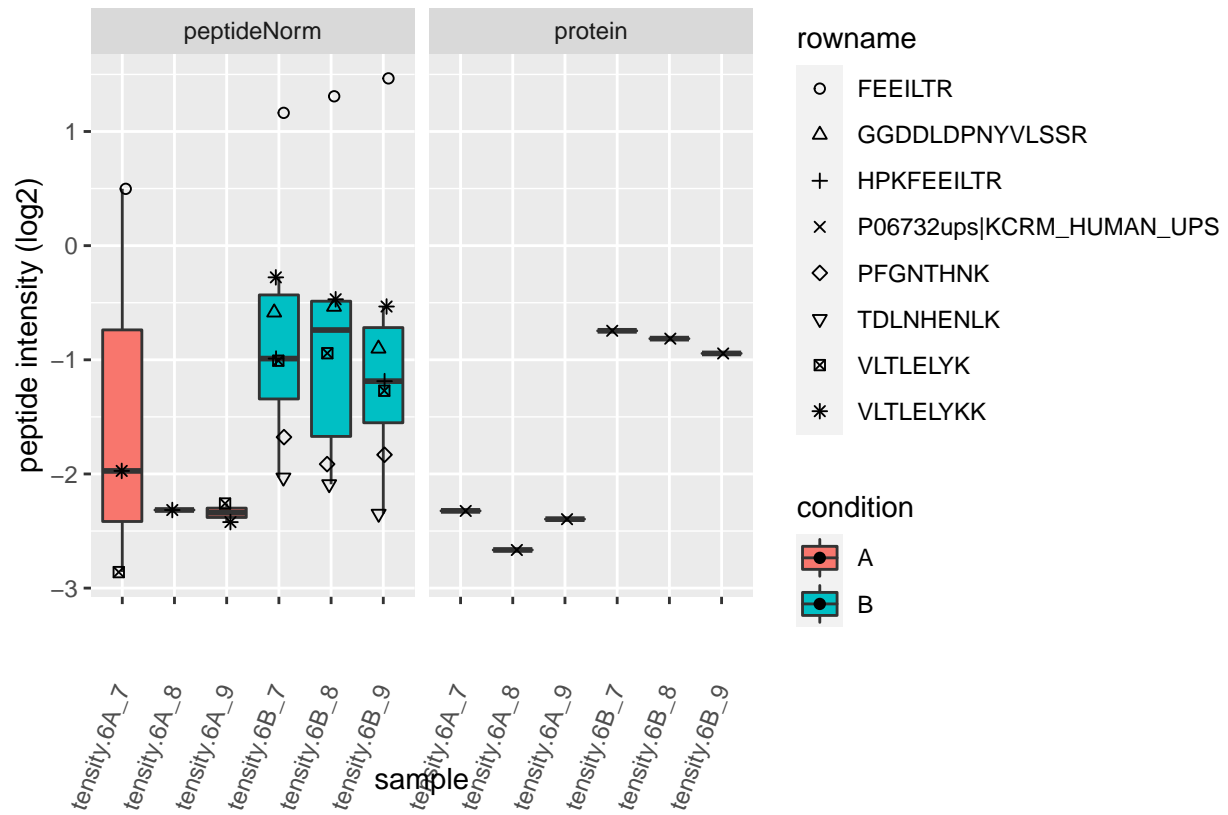 peptideNorm
protein
peptide intensity (log2)
1
0
−1
−2
−3
tensity.6A_7
tensity.6A_8
tensity.6A_9
tensity.6B_7
tensity.6B_8
tensity.6B_9
tensity.6A_7
tensity.6A_8
tensity.6A_9
tensity.6B_7
tensity.6B_8
tensity.6B_9
sample
rowname
FEEILTR
GGDDLDPNYVLSSR
HPKFEEILTR
P06732ups|KCRM_HUMAN_UPS
PFGNTHNK
TDLNHENLK
VLTLELYK
VLTLELYKK
condition
A
B